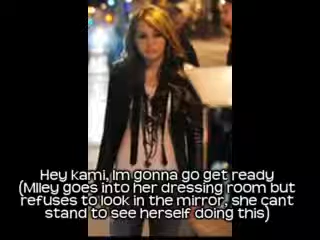 Hey kami, Im gonna go get ready
(MIley goes into her dressing room but
refuses to look in the mirror, she cant
stand to see herself doing this)